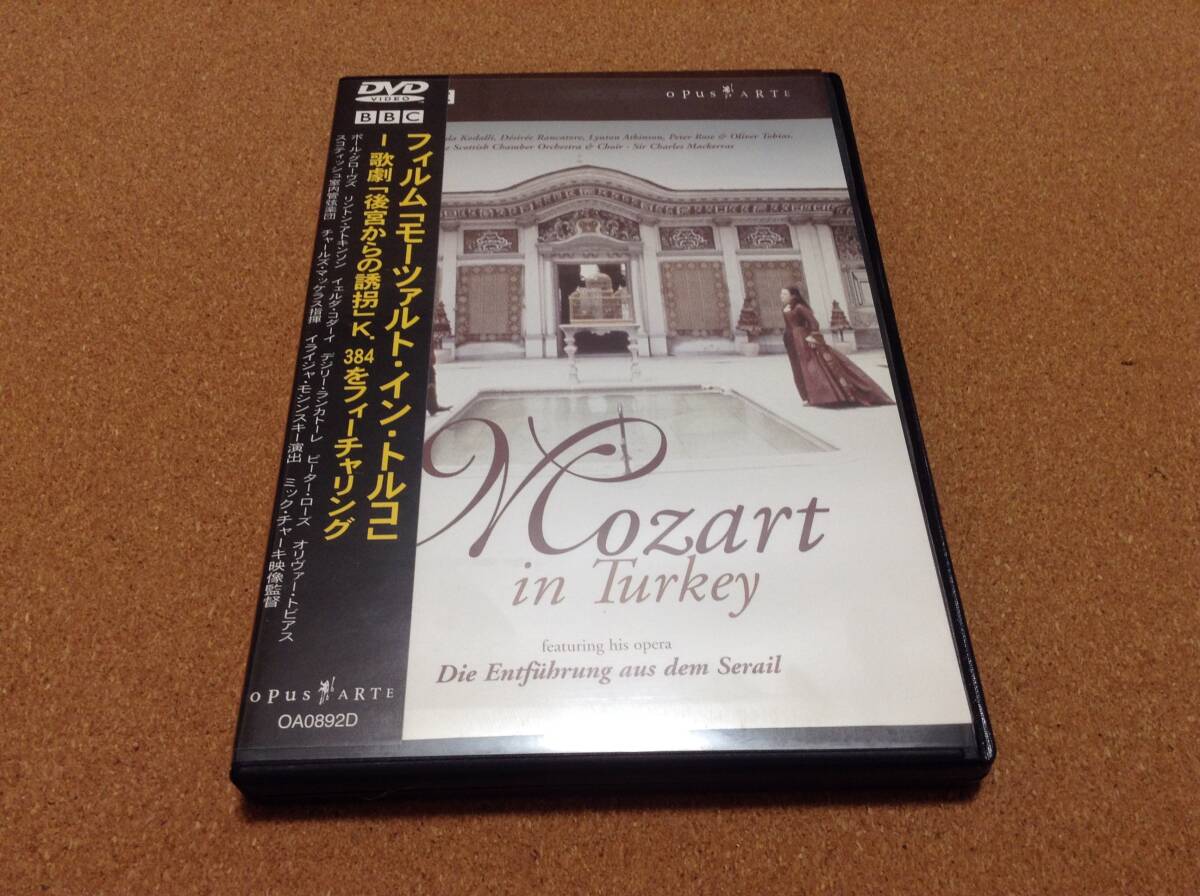 DVD
VIDEO
BBC
フィルム「モーツァルト・イン・トルコ」
ー 歌劇「後宮からの誘拐」K. 384をフィーチャリング
ポール・グローヴズ リントン・アトキンソン イェルダ・コダーイ デジリー・ランカトーレ ピーター・ローズ オリヴァー・トビアス
スコティッシュ室内管弦楽団 チャールズ・マッケラス指揮 イライジャ・モシンスキー演出 ミック・チャーキ映像監督
opus ARTE
OA0892D
opus ARTE
Kodalli, Désirée Rancatore, Lynton Atkinson, Peter Rose & Oliver Tobias.
Scottish Chamber Orchestra & Choir - Sir Charles Mackerras
Mozart
in Turkey
featuring his opera
Die Entführung aus dem Serail